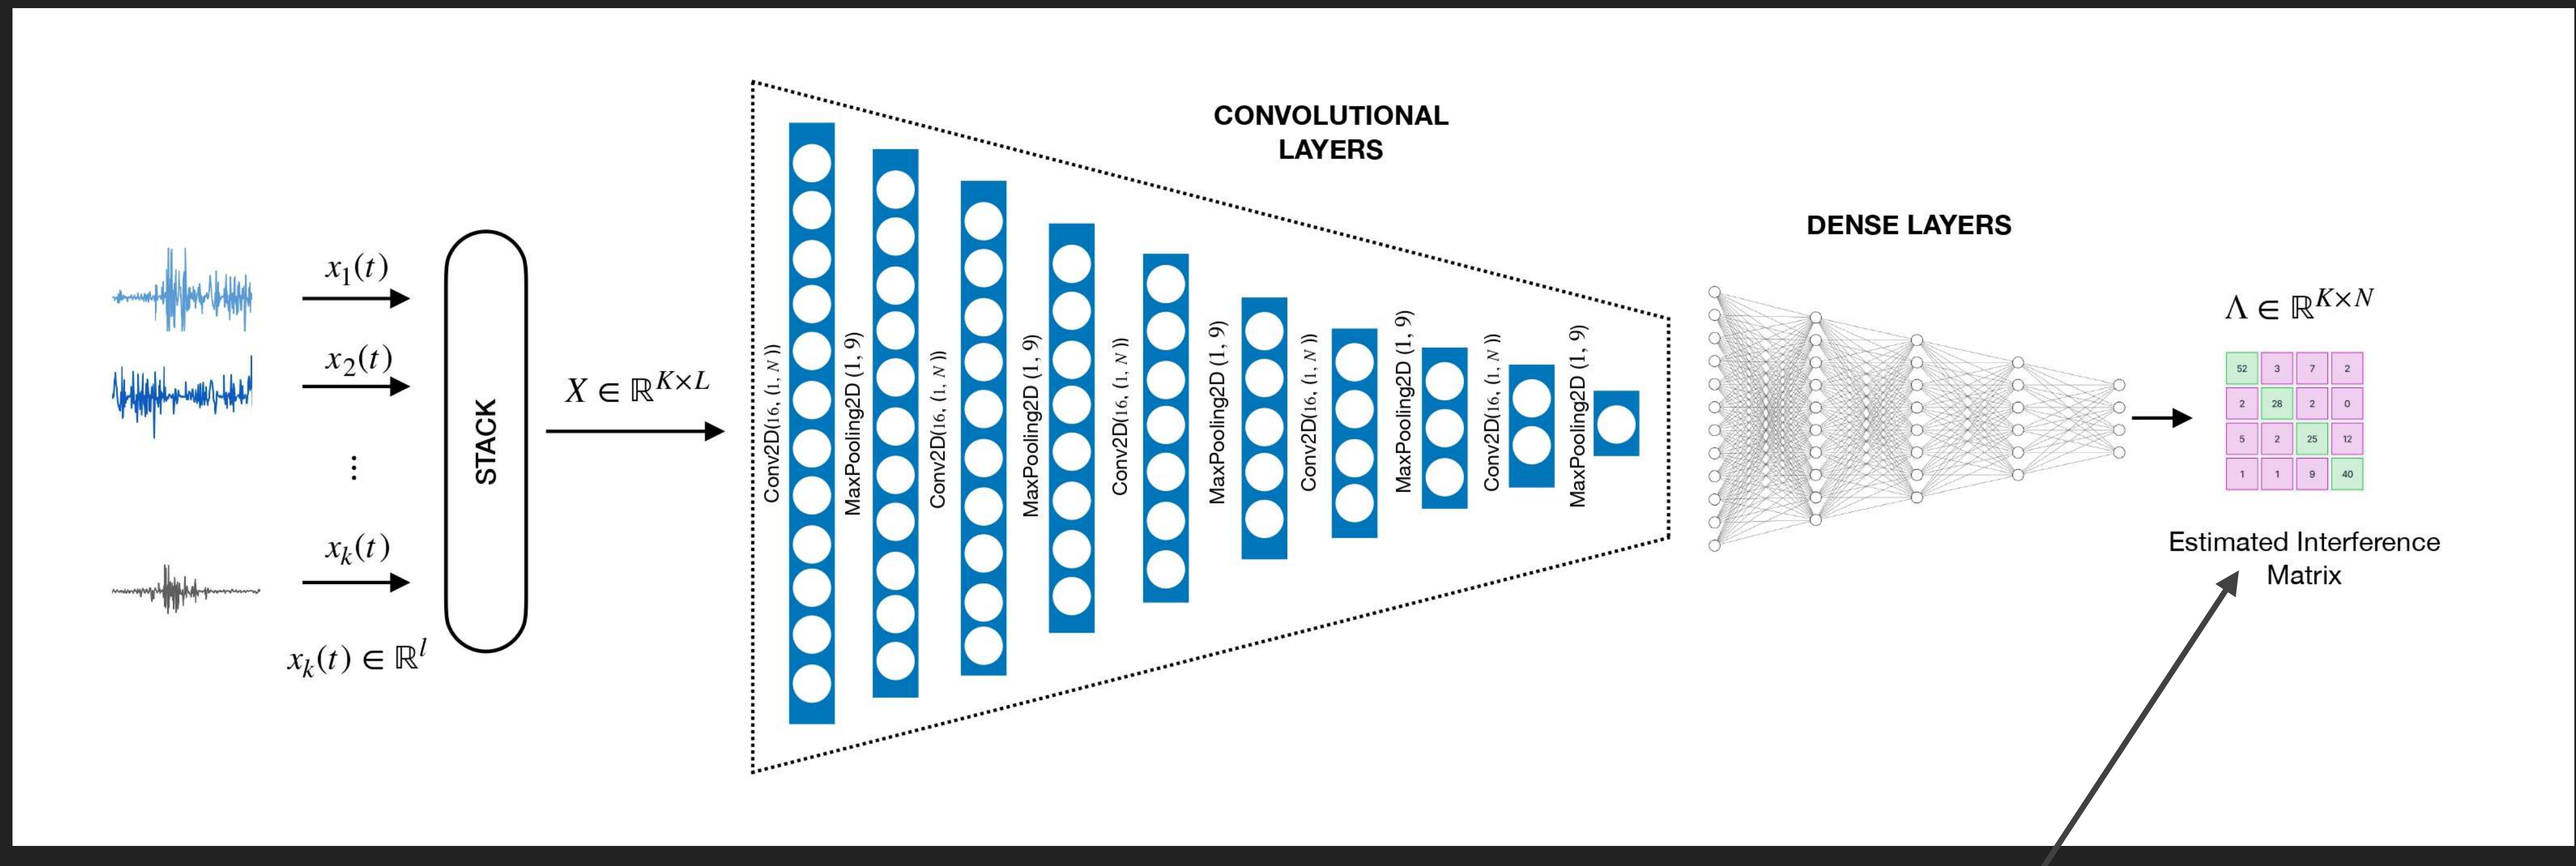 x₁(t)
x₂(t)
⋮
xₖ(t)
xₖ(t) ∈ ℝˡ
STACK
X ∈ ℝᴷ×ᴸ
CONVOLUTIONAL
LAYERS
Conv2D(16, (1, N ))
MaxPooling2D (1, 9)
Conv2D(16, (1, N ))
MaxPooling2D (1, 9)
Conv2D(16, (1, N ))
MaxPooling2D (1, 9)
Conv2D(16, (1, N ))
MaxPooling2D (1, 9)
Conv2D(16, (1, N ))
MaxPooling2D (1, 9)
DENSE LAYERS
Λ ∈ ℝᴷ×ᴺ
52 3 7 2
2 28 2 0
5 2 25 12
1 1 9 40
Estimated Interference
Matrix